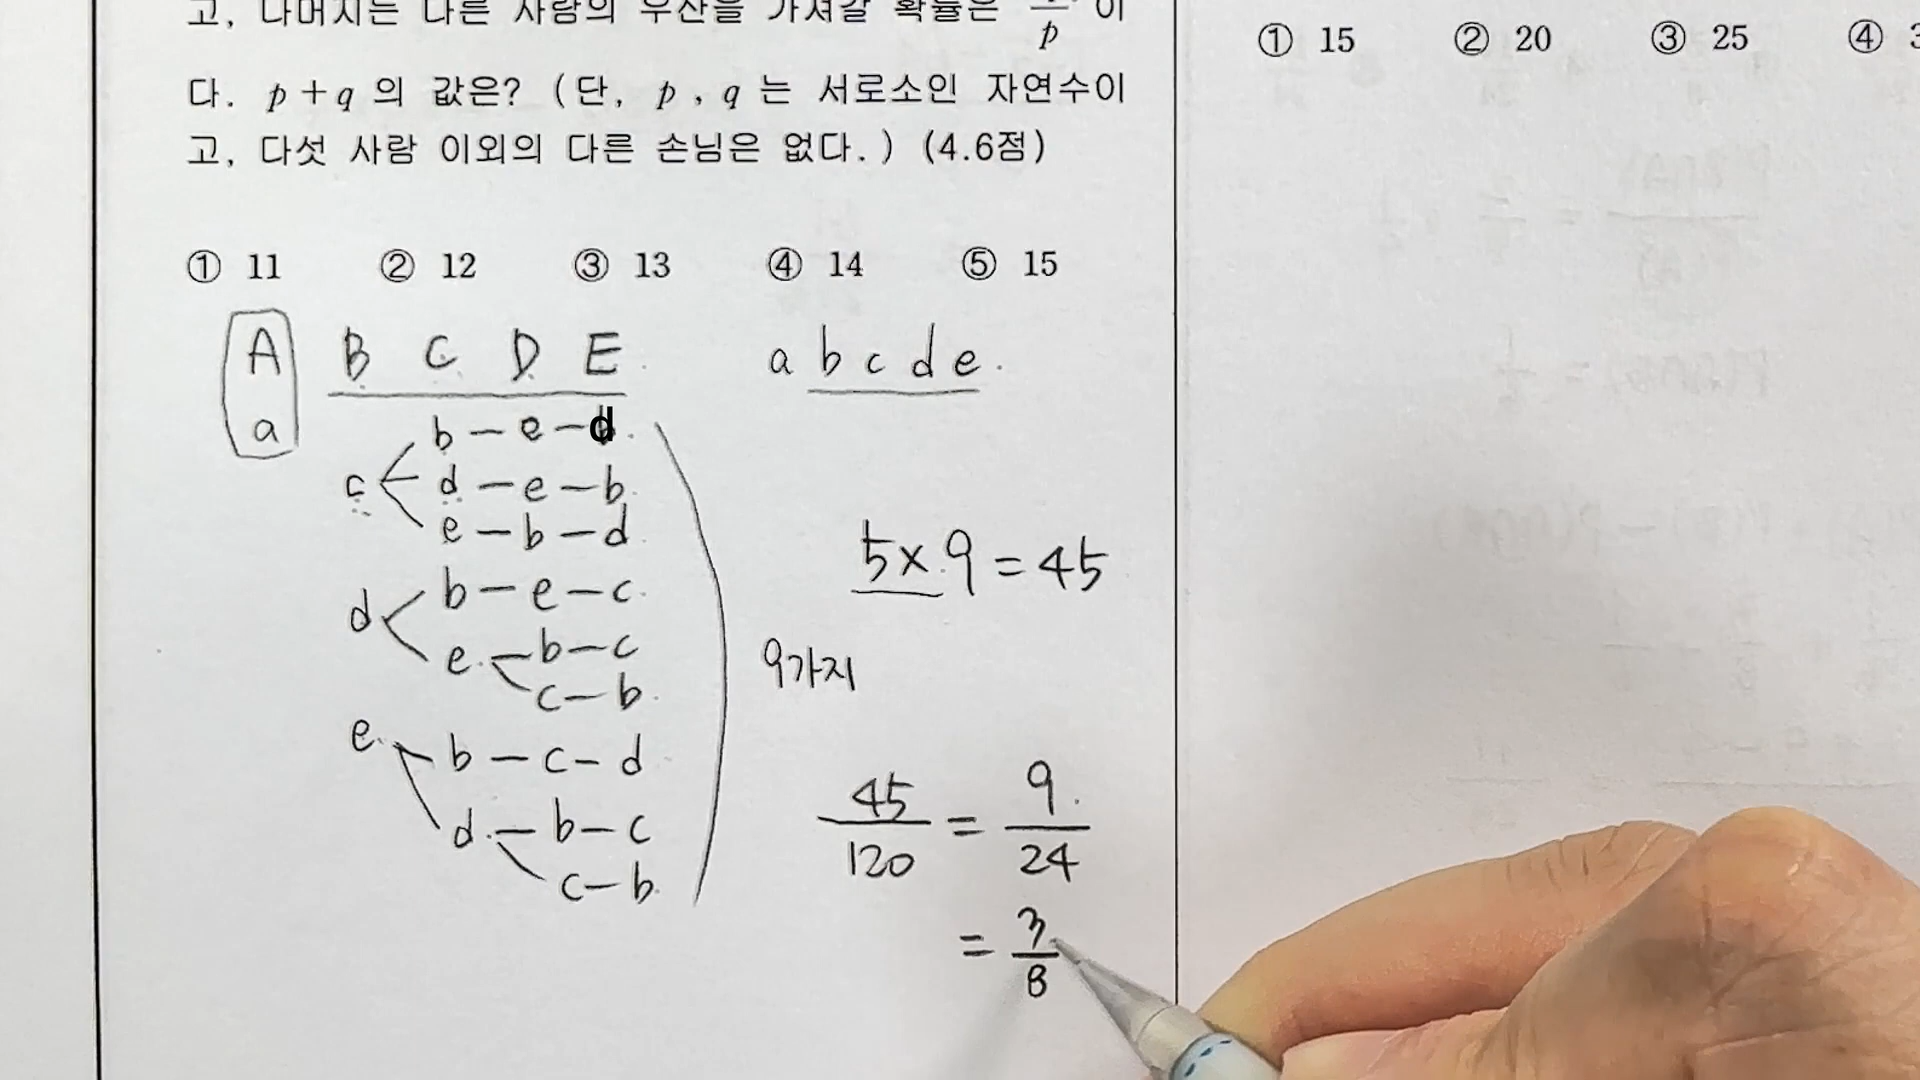 고, 나머지는 다른 사람의 우산을 가져갈 확률은 /p 이
다. p+q 의 값은? (단, p, q 는 서로소인 자연수이
고, 다섯 사람 이외의 다른 손님은 없다.) (4.6점)
① 11 ② 12 ③ 13 ④ 14 ⑤ 15
A B C D E
a
b - e - d
c
d - e - b
e - b - d
d
b - e - c
e
b - c
c - b
e
b - c - d
d
b - c
c - b
a b c d e
5×9=45
9가지
45/120 = 9/24
= 3/8
① 15 ② 20 ③ 25 ④